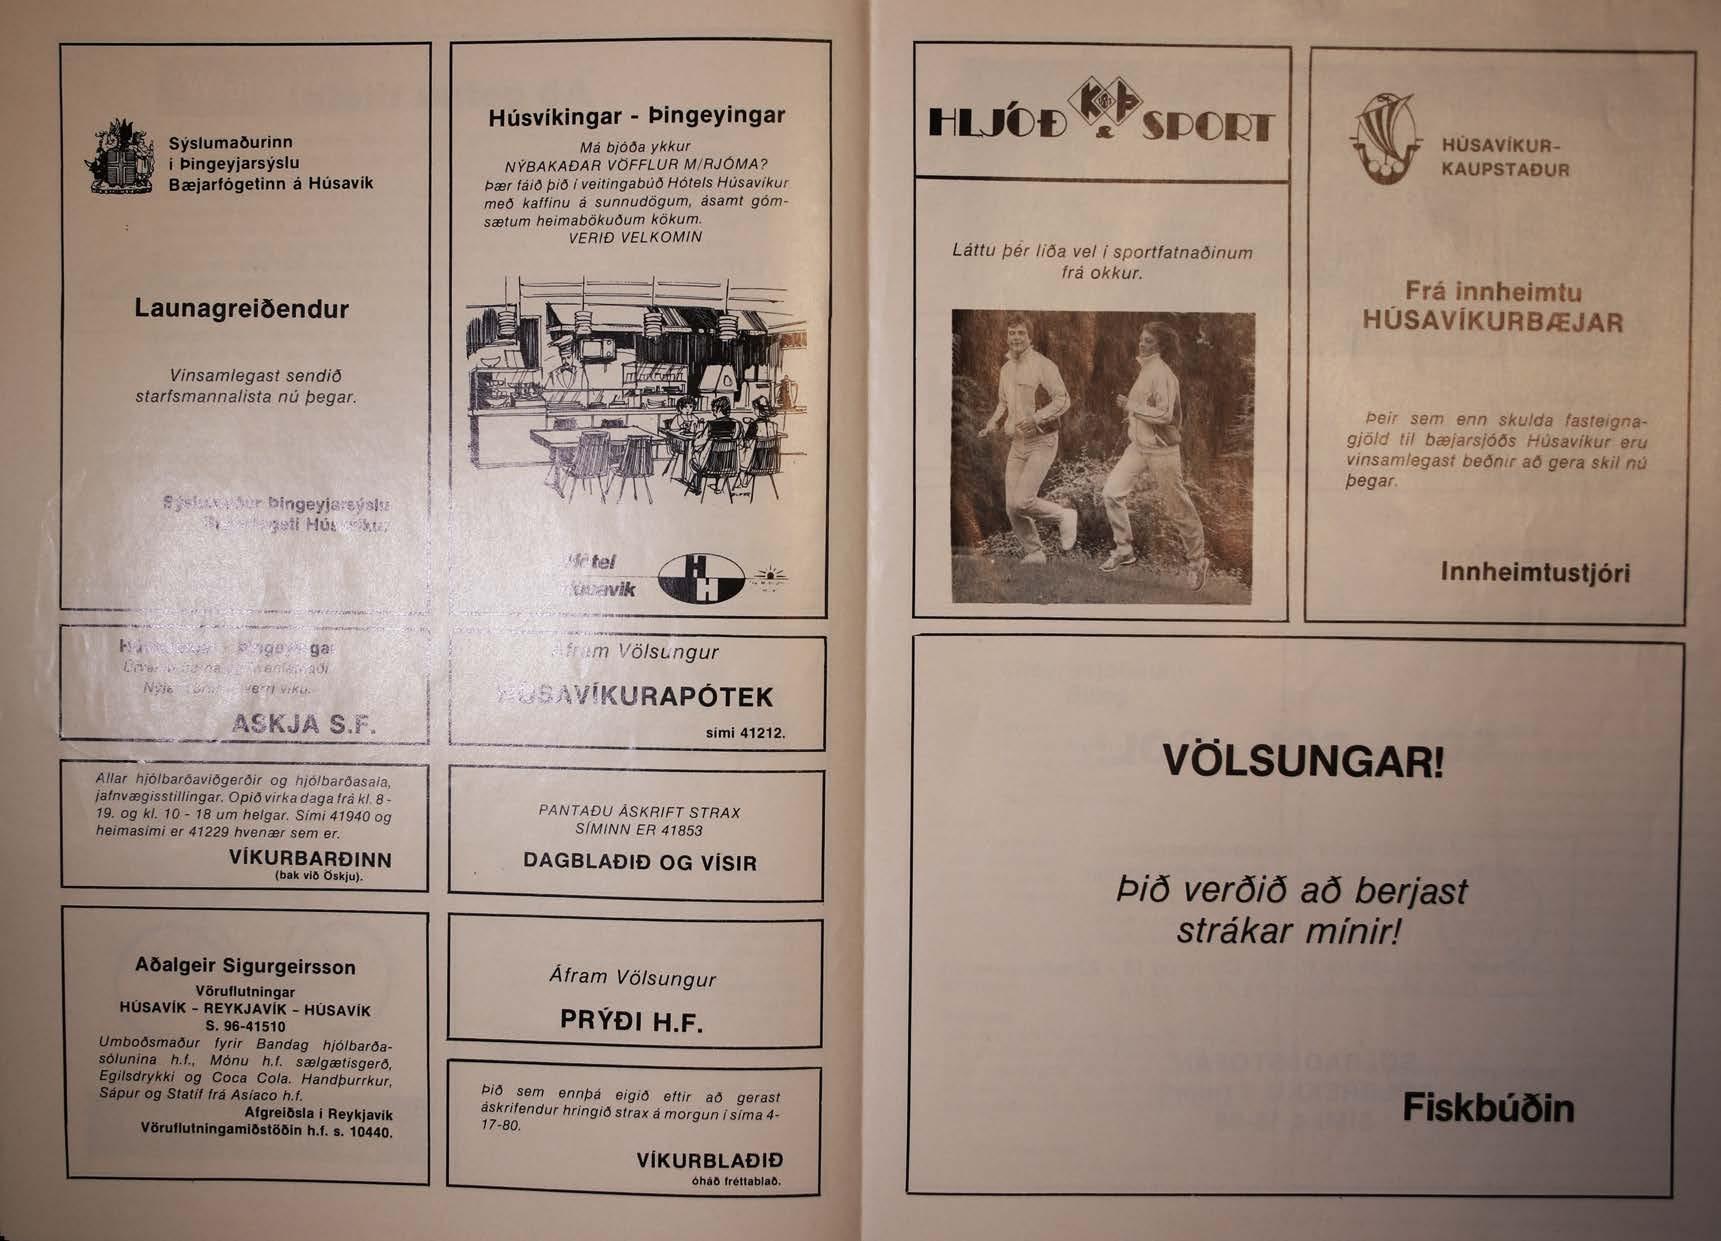 Sýslumaðurinn
í Þingeyjarsýslu
Bæjarfógetinn á Húsavík
Launagreiðendur
Vinsamlegast sendið
starfsmannalista nú þegar.
Þingeyjarsýslu
Húsvíkingar - Þingeyingar
Má bjóða ykkur
NÝBAKAÐAR VÖFFLUR M/RJÓMA?
Þær fáið þið í veitingabúð Hótels Húsavíkur
með kaffinu á sunnudögum, ásamt góm-
sætum heimabökuðum kökum.
VERIÐ VELKOMIN
Hótel
Húsavík
H
H
ASKJA S.F.
Áfram Völsungur
HÚSAVÍKURAPÓTEK
sími 41212.
Allar hjólbarðaviðgerðir og hjólbarðasala,
jafnvægisstillingar. Opið virka daga frá kl. 8 -
19. og kl. 10 - 18 um helgar. Sími 41940 og
heimasími er 41229 hvenær sem er.
VÍKURBARÐINN
(bak við Öskju).
PANTAÐU ÁSKRIFT STRAX
SÍMINN ER 41853
DAGBLAÐIÐ OG VÍSIR
Aðalgeir Sigurgeirsson
Vöruflutningar
HÚSAVÍK - REYKJAVÍK - HÚSAVÍK
S. 96-41510
Umboðsmaður fyrir Bandag hjólbarða-
sólunina h.f., Mónu h.f. sælgætisgerð,
Egilsdrykki og Coca Cola. Handþurrkur,
Sápur og Statíf frá Asíaco h.f.
Afgreiðsla í Reykjavík
Vöruflutningamiðstöðin h.f. s. 10440.
Áfram Völsungur
PRÝÐI H.F.
Þið sem ennþá eigið eftir að gerast
áskrifendur hringið strax á morgun í síma 4-
17-80.
VÍKURBLAÐIÐ
óháð fréttablað.
HLJÓÐ & SPORT
Láttu þér líða vel í sportfatnaðinum
frá okkur.
HÚSAVÍKUR-
KAUPSTAÐUR
Frá innheimtu
HÚSAVÍKURBÆJAR
Þeir sem enn skulda fasteigna-
gjöld til bæjarsjóðs Húsavíkur eru
vinsamlegast beðnir að gera skil nú
þegar.
Innheimtustjóri
VÖLSUNGAR!
Þið verðið að berjast
strákar mínir!
Fiskbúðin